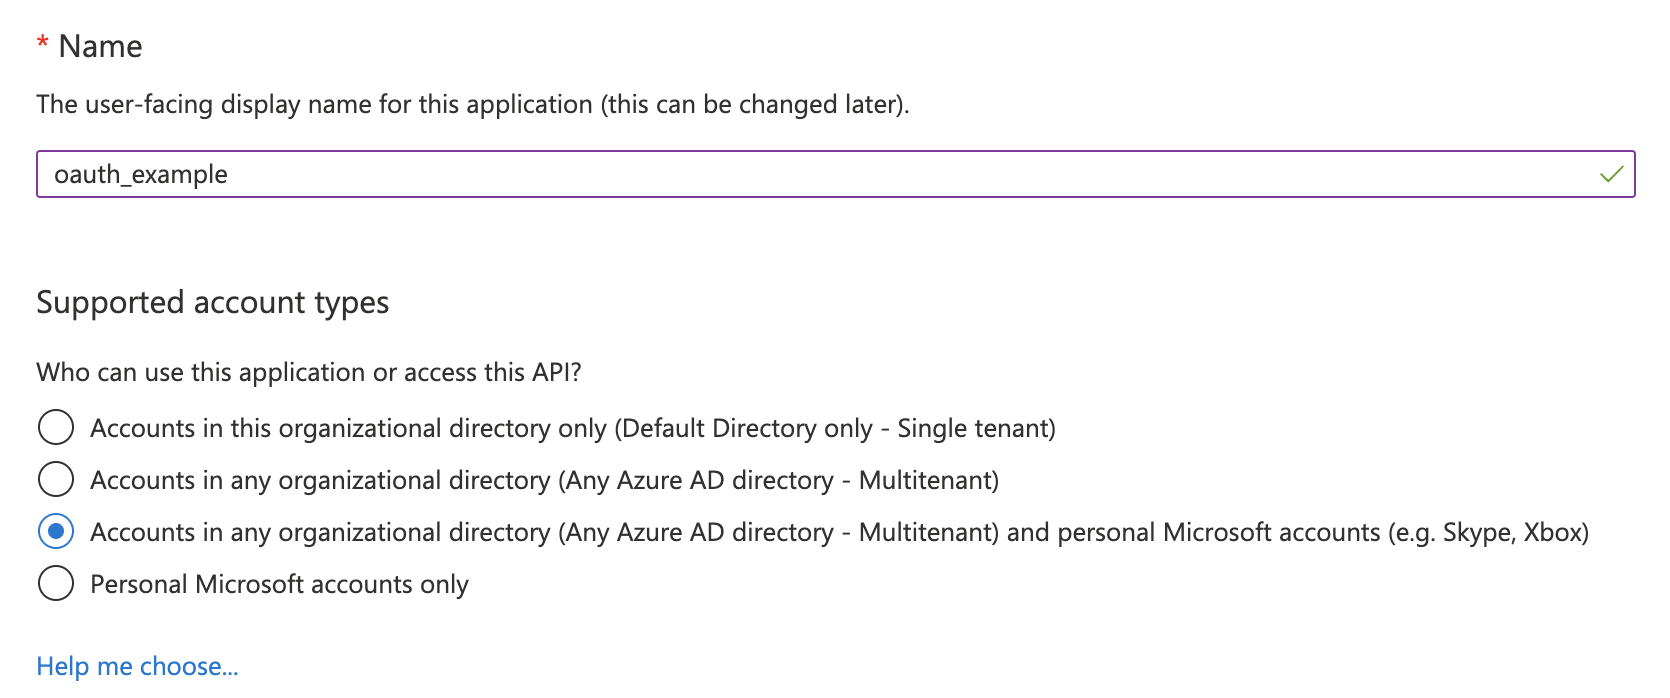 * Name
The user-facing display name for this application (this can be changed later).
oauth_example
Supported account types
Who can use this application or access this API?
Accounts in this organizational directory only (Default Directory only - Single tenant)
Accounts in any organizational directory (Any Azure AD directory - Multitenant)
Accounts in any organizational directory (Any Azure AD directory - Multitenant) and personal Microsoft accounts (e.g. Skype, Xbox)
Personal Microsoft accounts only
Help me choose...